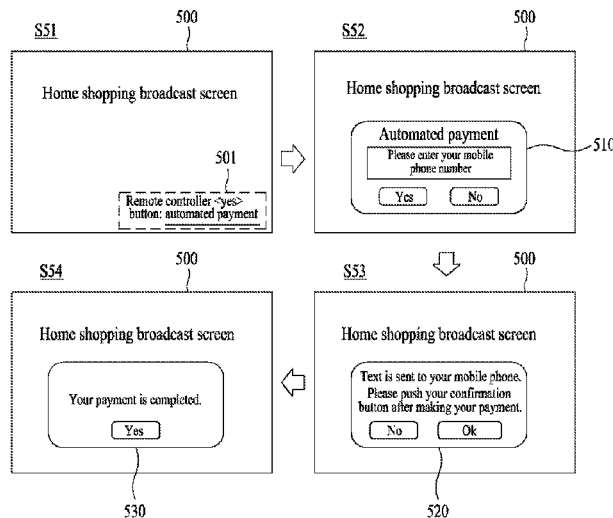 S51
500
Home shopping broadcast screen
501
Remote controller <yes>
button: automated payment
S52
500
Home shopping broadcast screen
Automated payment
Please enter your mobile
phone number
Yes
No
510
S53
500
Home shopping broadcast screen
Text is sent to your mobile phone.
Please push your confirmation
button after making your payment.
No
Ok
520
S54
500
Home shopping broadcast screen
Your payment is completed.
Yes
530